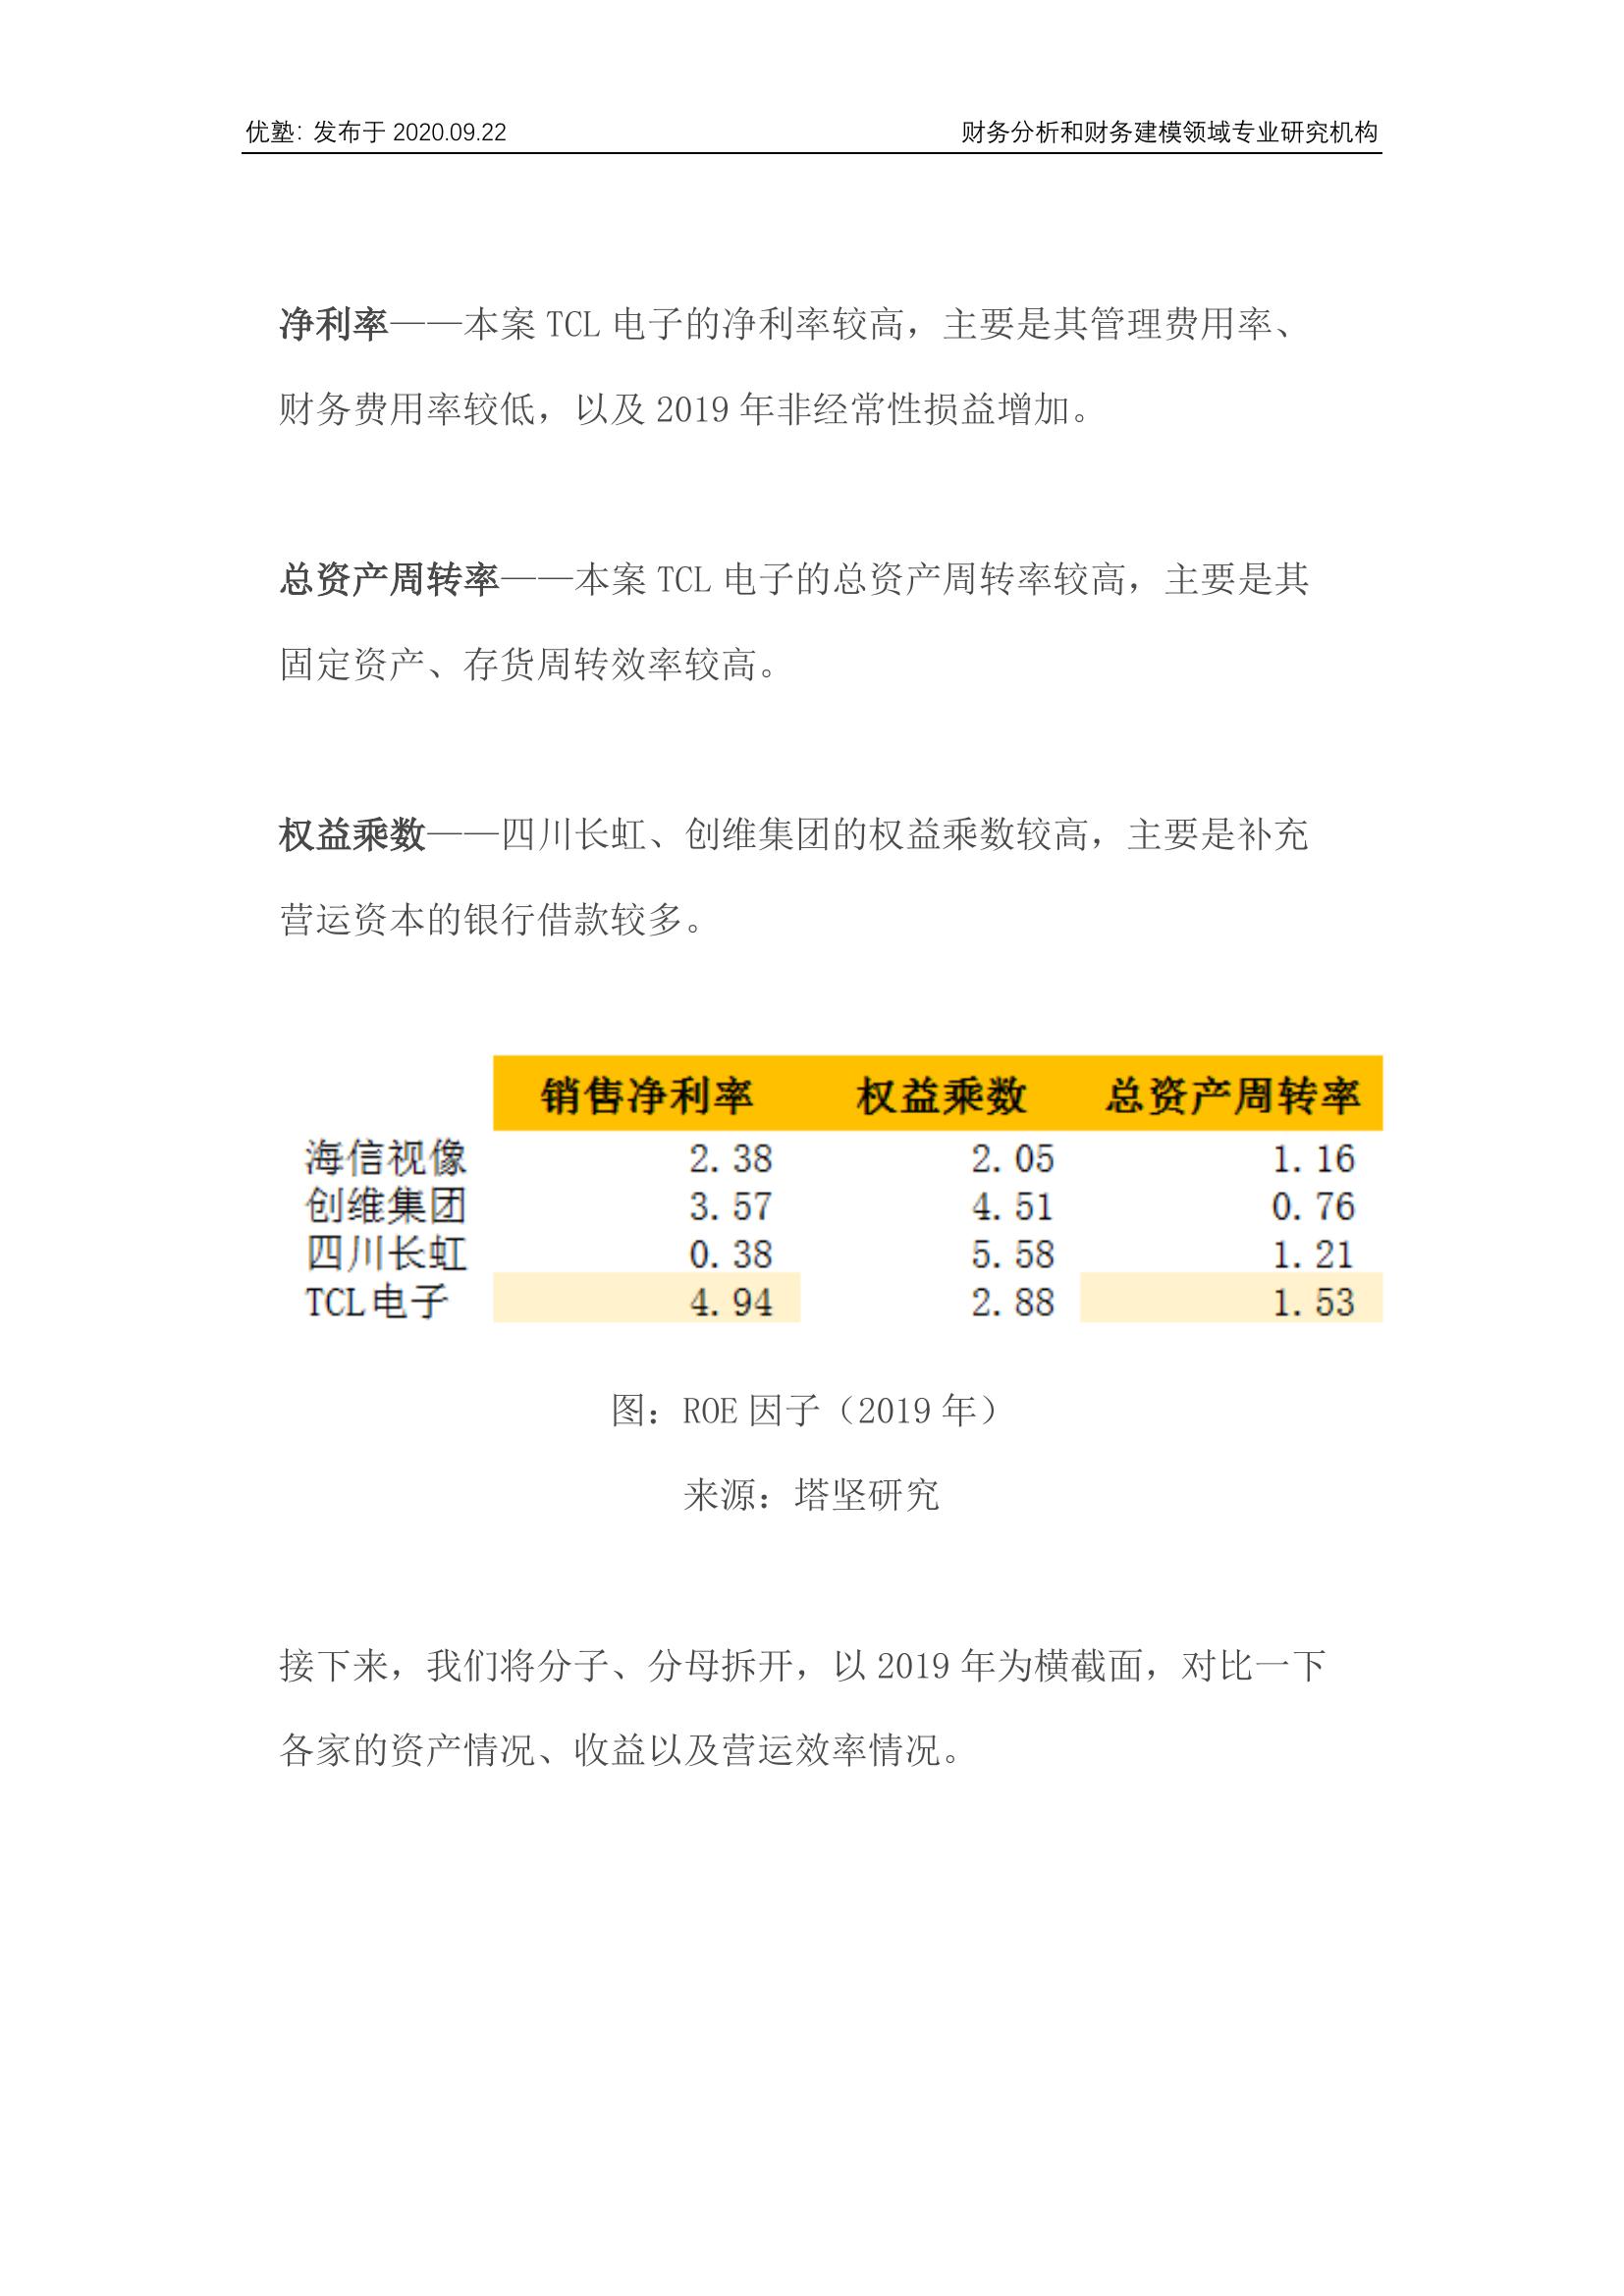 优塾：发布于 2020.09.22 财务分析和财务建模领域专业研究机构
净利率——本案 TCL 电子的净利率较高，主要是其管理费用率、
财务费用率较低，以及 2019 年非经常性损益增加。
总资产周转率——本案 TCL 电子的总资产周转率较高，主要是其
固定资产、存货周转效率较高。
权益乘数——四川长虹、创维集团的权益乘数较高，主要是补充
营运资本的银行借款较多。
销售净利率 权益乘数 总资产周转率
海信视像 2.38 2.05 1.16
创维集团 3.57 4.51 0.76
四川长虹 0.38 5.58 1.21
TCL电子 4.94 2.88 1.53
图：ROE 因子（2019 年）
来源：塔坚研究
接下来，我们将分子、分母拆开，以 2019 年为横截面，对比一下
各家的资产情况、收益以及营运效率情况。